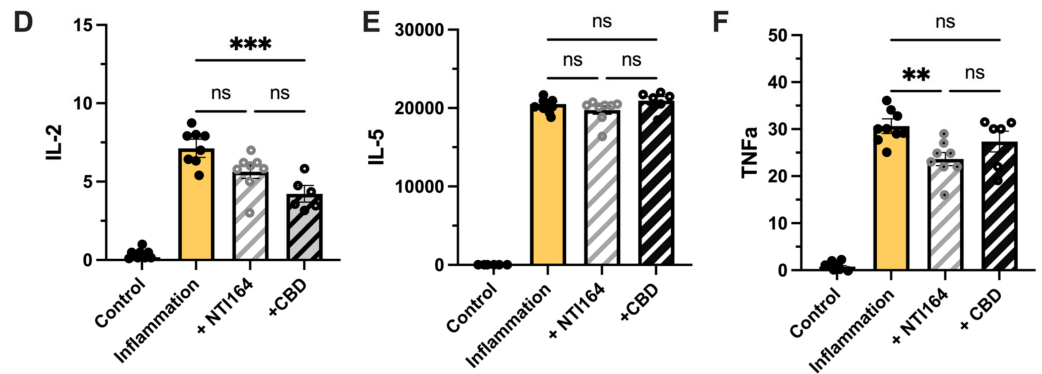 D
IL-2
15
10
5
0
***
ns
ns
Control
Inflammation
+ NTI164
+CBD
E
IL-5
30000
20000
10000
0
ns
ns
ns
Control
Inflammation
+ NTI164
+CBD
F
TNFa
50
40
30
20
10
0
ns
**
ns
Control
Inflammation
+ NTI164
+ CBD